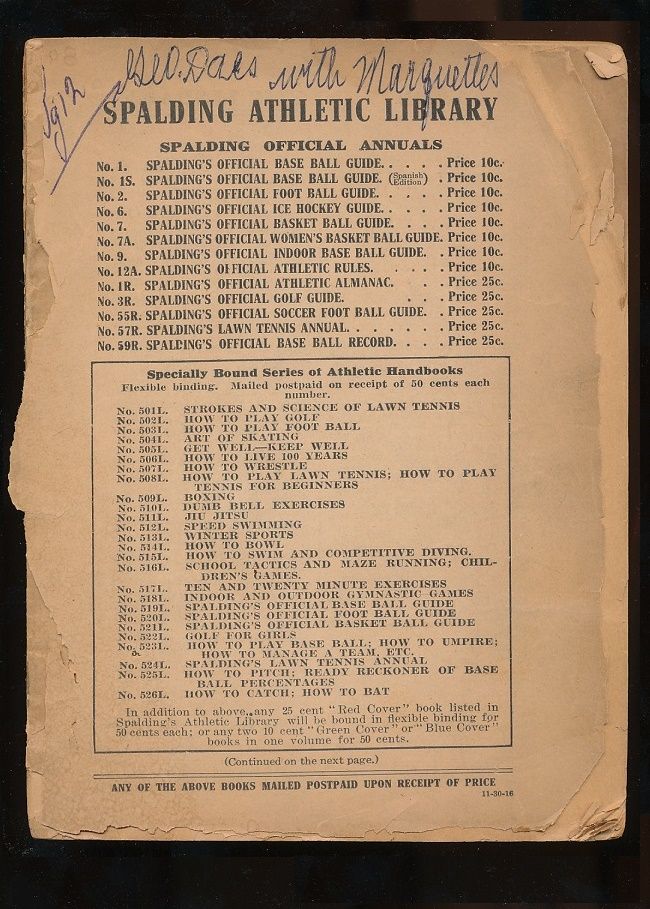 Geo. Daes with Marquettes
SPALDING ATHLETIC LIBRARY
SPALDING OFFICIAL ANNUALS
No. 1. SPALDING'S OFFICIAL BASE BALL GUIDE. . . . . Price 10c.
No. 1S. SPALDING'S OFFICIAL BASE BALL GUIDE. (Spanish Edition) . Price 10c.
No. 2. SPALDING'S OFFICIAL FOOT BALL GUIDE. . . . . Price 10c.
No. 6. SPALDING'S OFFICIAL ICE HOCKEY GUIDE. . . . . Price 10c.
No. 7. SPALDING'S OFFICIAL BASKET BALL GUIDE. . . . Price 10c.
No. 7A. SPALDING'S OFFICIAL WOMEN'S BASKET BALL GUIDE. Price 10c.
No. 9. SPALDING'S OFFICIAL INDOOR BASE BALL GUIDE. . Price 10c.
No. 12A. SPALDING'S OFFICIAL ATHLETIC RULES. . . . . Price 10c.
No. 1R. SPALDING'S OFFICIAL ATHLETIC ALMANAC. . . . Price 25c.
No. 3R. SPALDING'S OFFICIAL GOLF GUIDE. . . . Price 25c.
No. 55R. SPALDING'S OFFICIAL SOCCER FOOT BALL GUIDE. . Price 25c.
No. 57R. SPALDING'S LAWN TENNIS ANNUAL. . . . . . . Price 25c.
No. 59R. SPALDING'S OFFICIAL BASE BALL RECORD. . . . Price 25c.
Specially Bound Series of Athletic Handbooks
Flexible binding. Mailed postpaid on receipt of 50 cents each
number.
No. 501L. STROKES AND SCIENCE OF LAWN TENNIS
No. 502L. HOW TO PLAY GOLF
No. 503L. HOW TO PLAY FOOT BALL
No. 504L. ART OF SKATING
No. 505L. GET WELL—KEEP WELL
No. 506L. HOW TO LIVE 100 YEARS
No. 507L. HOW TO WRESTLE
No. 508L. HOW TO PLAY LAWN TENNIS; HOW TO PLAY
TENNIS FOR BEGINNERS
No. 509L. BOXING
No. 510L. DUMB BELL EXERCISES
No. 511L. JIU JITSU
No. 512L. SPEED SWIMMING
No. 513L. WINTER SPORTS
No. 514L. HOW TO BOWL
No. 515L. HOW TO SWIM AND COMPETITIVE DIVING.
No. 516L. SCHOOL TACTICS AND MAZE RUNNING; CHIL-
DREN'S GAMES.
No. 517L. TEN AND TWENTY MINUTE EXERCISES
No. 518L. INDOOR AND OUTDOOR GYMNASTIC GAMES
No. 519L. SPALDING'S OFFICIAL BASE BALL GUIDE
No. 520L. SPALDING'S OFFICIAL FOOT BALL GUIDE
No. 521L. SPALDING'S OFFICIAL BASKET BALL GUIDE
No. 522L. GOLF FOR GIRLS
No. 523L. HOW TO PLAY BASE BALL; HOW TO UMPIRE;
HOW TO MANAGE A TEAM, ETC.
No. 524L. SPALDING'S LAWN TENNIS ANNUAL
No. 525L. HOW TO PITCH; READY RECKONER OF BASE
BALL PERCENTAGES
No. 526L. HOW TO CATCH; HOW TO BAT
In addition to above, any 25 cent "Red Cover" book listed in
Spalding's Athletic Library will be bound in flexible binding for
50 cents each; or any two 10 cent "Green Cover" or "Blue Cover"
books in one volume for 50 cents.
(Continued on the next page.)
ANY OF THE ABOVE BOOKS MAILED POSTPAID UPON RECEIPT OF PRICE
11-30-16